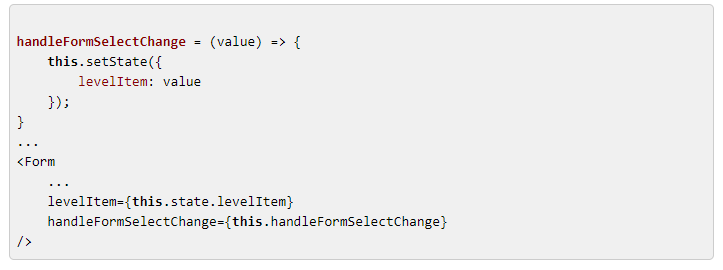 handleFormSelectChange = (value) => {
    this.setState({
        levelItem: value
    });
}
...
<Form
    ...
    levelItem={this.state.levelItem}
    handleFormSelectChange={this.handleFormSelectChange}
/>